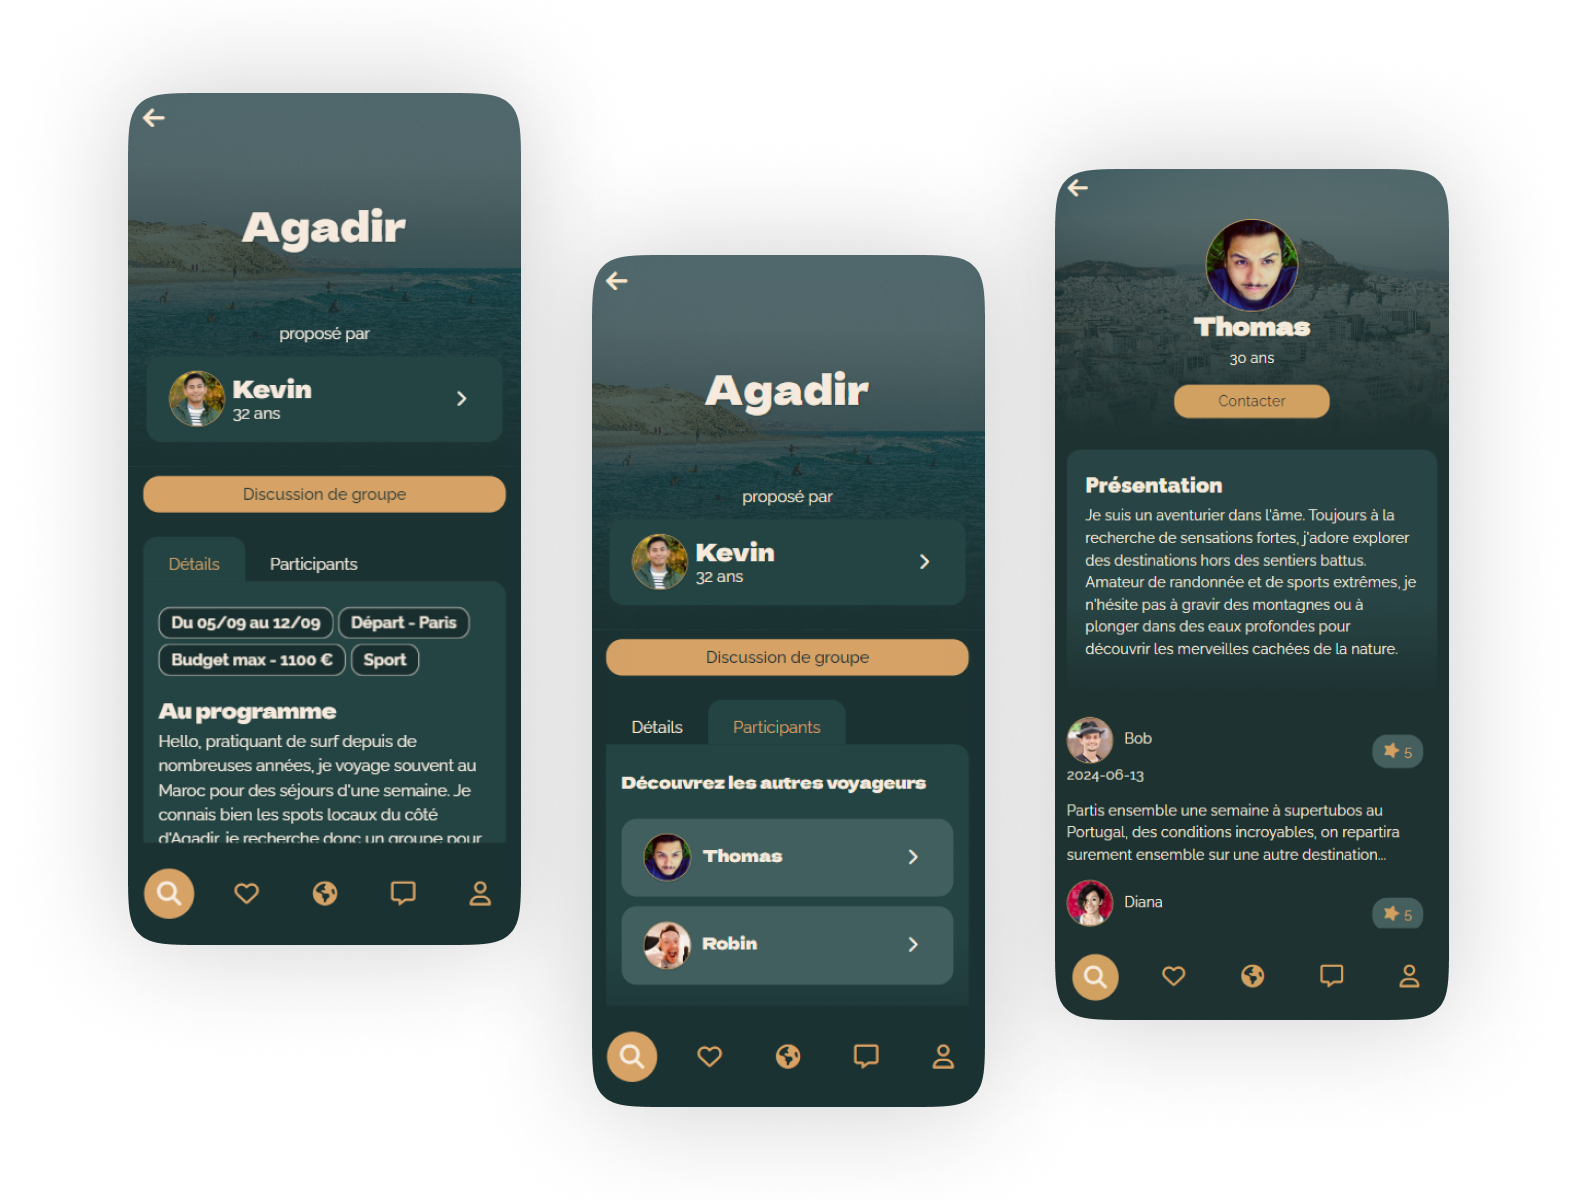 Agadir
proposé par
Kevin
32 ans
Discussion de groupe
Détails
Participants
Du 05/09 au 12/09
Départ - Paris
Budget max - 1100 €
Sport
Au programme
Hello, pratiquant de surf depuis de
nombreuses années, je voyage souvent au
Maroc pour des séjours d'une semaine. Je
connais bien les spots locaux du côté
d'Agadir, je recherche donc un groupe pour
Agadir
proposé par
Kevin
32 ans
Discussion de groupe
Détails
Participants
Découvrez les autres voyageurs
Thomas
Robin
Thomas
30 ans
Contacter
Présentation
Je suis un aventurier dans l'âme. Toujours à la
recherche de sensations fortes, j'adore explorer
des destinations hors des sentiers battus.
Amateur de randonnée et de sports extrêmes, je
n'hésite pas à gravir des montagnes ou à
plonger dans des eaux profondes pour
découvrir les merveilles cachées de la nature.
Bob
5
2024-06-13
Partis ensemble une semaine à supertubos au
Portugal, des conditions incroyables, on repartira
surement ensemble sur une autre destination...
Diana
5